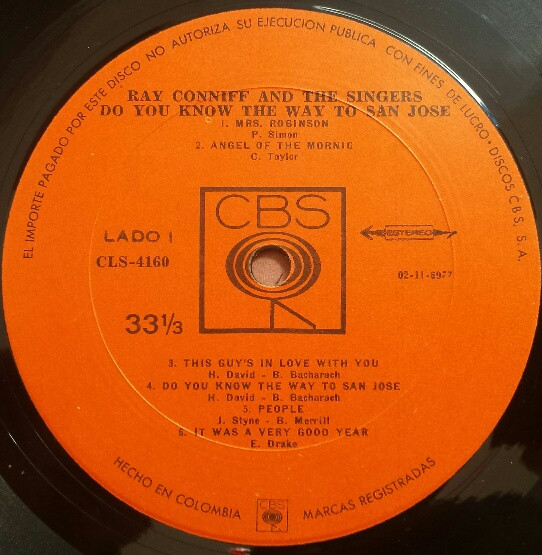 EL IMPORTE PAGADO POR ESTE DISCO NO AUTORIZA SU EJECUCION PUBLICA CON FINES DE LUCRO • DISCOS CBS, S. A.
RAY CONNIFF AND THE SINGERS
DO YOU KNOW THE WAY TO SAN JOSE
1. MRS. ROBINSON
P. Simon
2. ANGEL OF THE MORNIG
C. Taylor
CBS
LADO 1
ESTEREO
CLS-4160
02-11-6977
33 1/3
3. THIS GUY'S IN LOVE WITH YOU
H. David - B. Bacharach
4. DO YOU KNOW THE WAY TO SAN JOSE
H. David - B. Bacharach
5. PEOPLE
J. Styne - B. Merrill
6. IT WAS A VERY GOOD YEAR
E. Drake
HECHO EN COLOMBIA
CBS
MARCAS REGISTRADAS